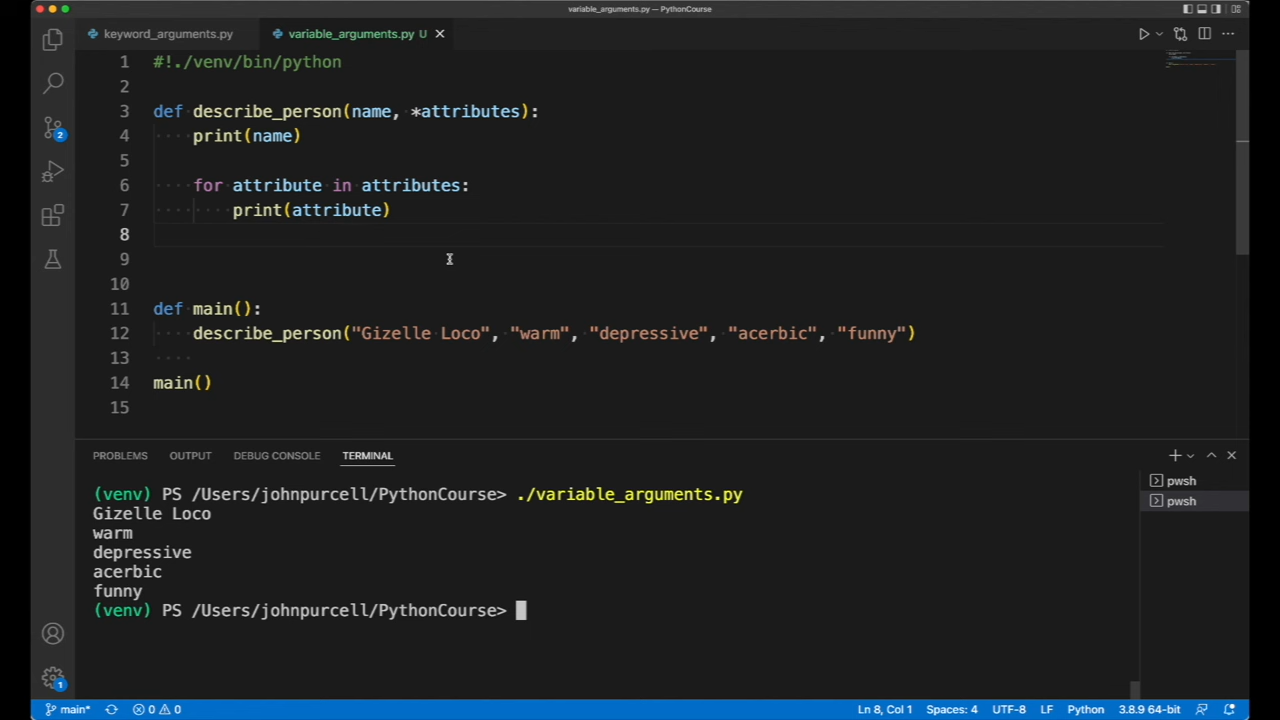 variable_arguments.py — PythonCourse
keyword_arguments.py
variable_arguments.py U
1 #!./venv/bin/python
2
3 def describe_person(name, *attributes):
4 print(name)
5
6 for attribute in attributes:
7 print(attribute)
8
9
10
11 def main():
12 describe_person("Gizelle Loco", "warm", "depressive", "acerbic", "funny")
13
14 main()
15
2
PROBLEMS OUTPUT DEBUG CONSOLE TERMINAL
(venv) PS /Users/johnpurcell/PythonCourse> ./variable_arguments.py
Gizelle Loco
warm
depressive
acerbic
funny
(venv) PS /Users/johnpurcell/PythonCourse>
pwsh
pwsh
1
main* 0 0 Ln 8, Col 1 Spaces: 4 UTF-8 LF Python 3.8.9 64-bit